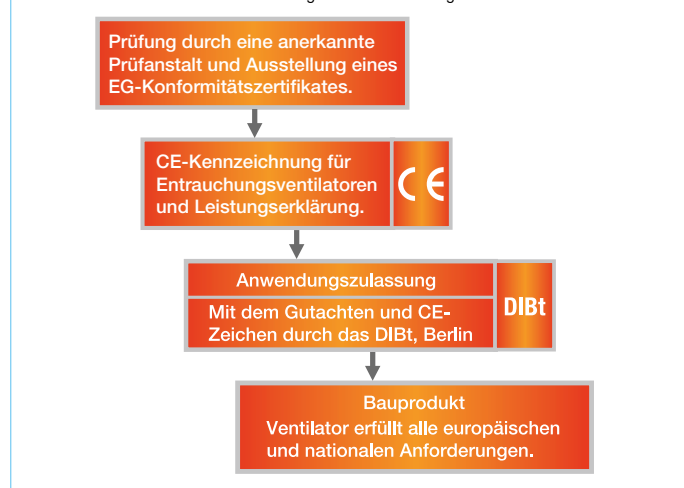 Prüfung durch eine anerkannte
Prüfanstalt und Ausstellung eines
EG-Konformitätszertifikates.
CE-Kennzeichnung für
Entrauchungsventilatoren
und Leistungserklärung.
CE
Anwendungszulassung
Mit dem Gutachten und CE-
Zeichen durch das DIBt, Berlin
DIBt
Bauprodukt
Ventilator erfüllt alle europäischen
und nationalen Anforderungen.